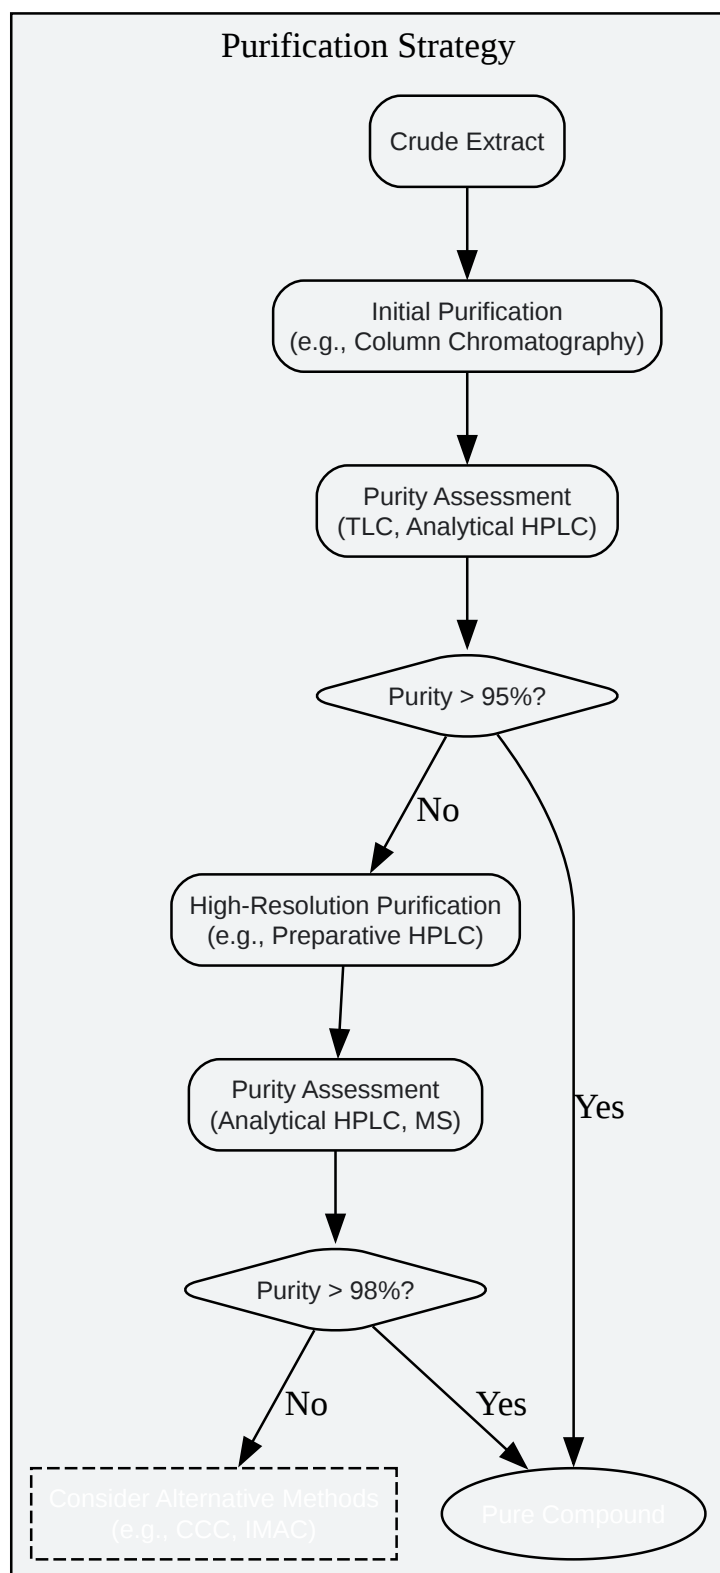 Purification Strategy
Crude Extract
Initial Purification
(e.g., Column Chromatography)
Purity Assessment
(TLC, Analytical HPLC)
Purity > 95%?
No
High-Resolution Purification
(e.g., Preparative HPLC)
Purity Assessment
(Analytical HPLC, MS)
Yes
Purity > 98%?
No
Yes
Consider Alternative Methods
(e.g., CCC, IMAC)
Pure Compound